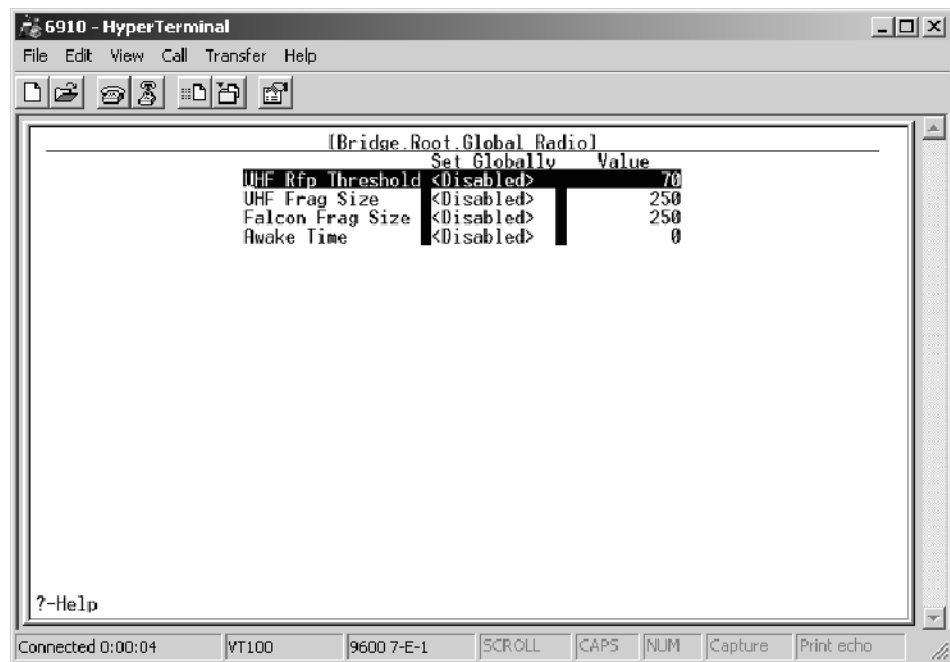 6910 - HyperTerminal
File Edit View Call Transfer Help
[Bridge.Root.Global Radio]
Set Globally Value
UHF Rfp Threshold <Disabled> 70
UHF Frag Size <Disabled> 250
Falcon Frag Size <Disabled> 250
Awake Time <Disabled> 0
?-Help
Connected 0:00:04 VT100 9600 7-E-1 SCROLL CAPS NUM Capture Print echo